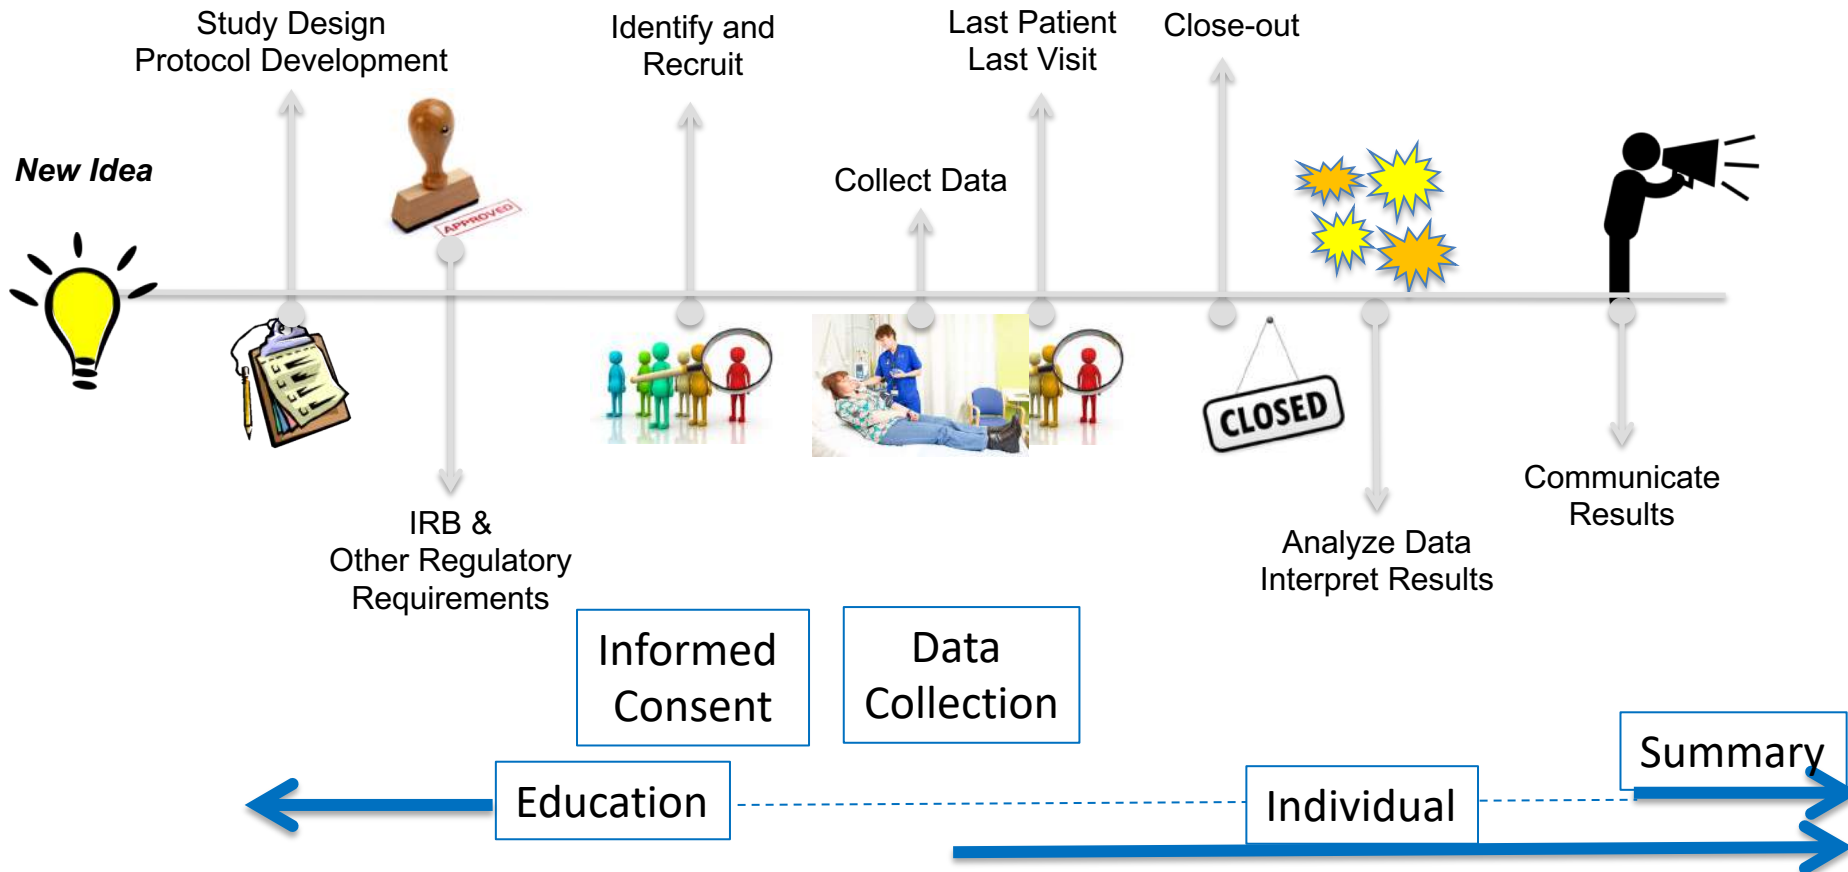 Study Design
Protocol Development
Identify and
Recruit
Last Patient
Last Visit
Close-out
New Idea
APPROVED
Collect Data
CLOSED
IRB &
Other Regulatory
Requirements
Analyze Data
Interpret Results
Communicate
Results
Informed
Consent
Data
Collection
Education
Individual
Summary